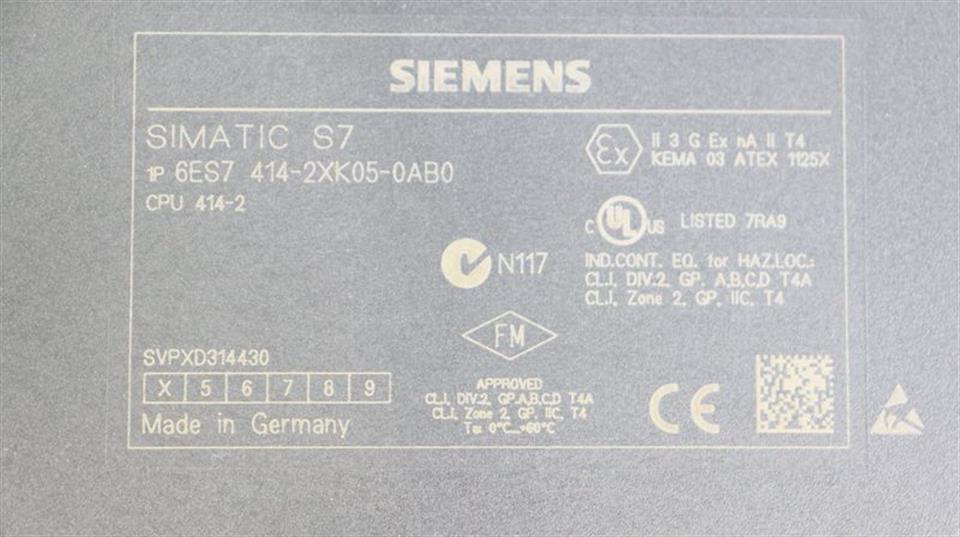 SIEMENS
SIMATIC S7
1P 6ES7 414-2XK05-0AB0
CPU 414-2
Ex
II 3 G Ex nA II T4
KEMA 03 ATEX 1125X
C UL US LISTED 7RA9
IND.CONT. EQ. for HAZ.LOC.:
CL.I, DIV.2, GP. A,B,C,D T4A
CL.I, Zone 2, GP. IIC, T4
N117
FM
APPROVED
CL.I, DIV.2, GP.A,B,C,D T4A
CL.I, Zone 2, GP. IIC, T4
Ta: 0°C...+60°C
SVPXD314430
X 5 6 7 8 9
Made in Germany
CE